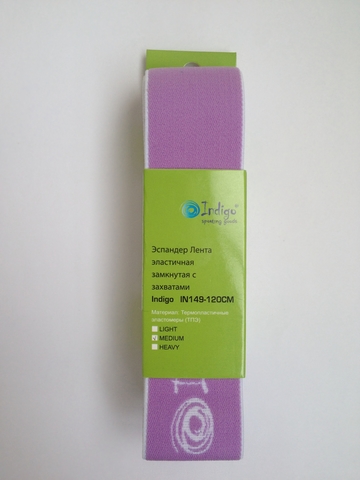 Indigo
sporting goods
Эспандер Лента
эластичная
замкнутая с
захватами
Indigo IN149-120CM
Материал Термопластичные
эластомеры (ТПЭ)
LIGHT
MEDIUM
HEAVY